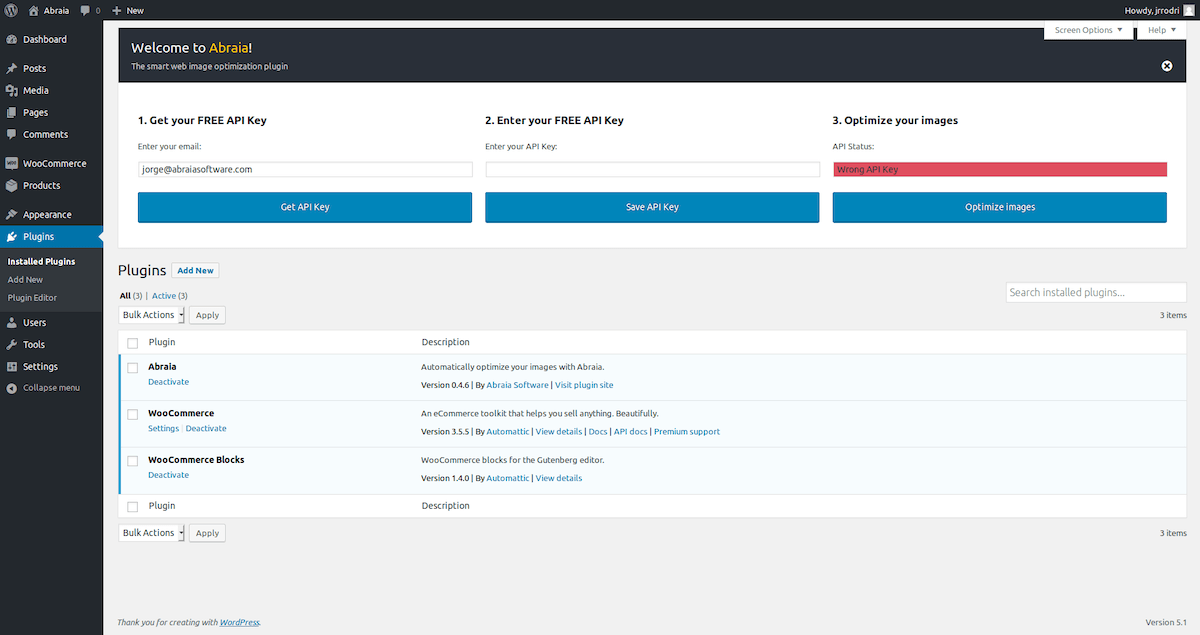 Abraia 0 New Howdy, jrrodri
Screen Options Help
Dashboard
Posts
Media
Pages
Comments
WooCommerce
Products
Appearance
Plugins
Installed Plugins
Add New
Plugin Editor
Users
Tools
Settings
Collapse menu
Welcome to Abraia!
The smart web image optimization plugin
1. Get your FREE API Key
Enter your email:
jorge@abraiasoftware.com
Get API Key
2. Enter your FREE API Key
Enter your API Key:
Save API Key
3. Optimize your images
API Status:
Wrong API Key
Optimize images
Plugins Add New
All (3) | Active (3)
Search installed plugins...
Bulk Actions Apply 3 items
Plugin Description
Abraia Automatically optimize your images with Abraia.
Deactivate Version 0.4.6 | By Abraia Software | Visit plugin site
WooCommerce An eCommerce toolkit that helps you sell anything. Beautifully.
Settings | Deactivate Version 3.5.5 | By Automattic | View details | Docs | API docs | Premium support
WooCommerce Blocks WooCommerce blocks for the Gutenberg editor.
Deactivate Version 1.4.0 | By Automattic | View details
Plugin Description
Bulk Actions Apply 3 items
Thank you for creating with WordPress. Version 5.1